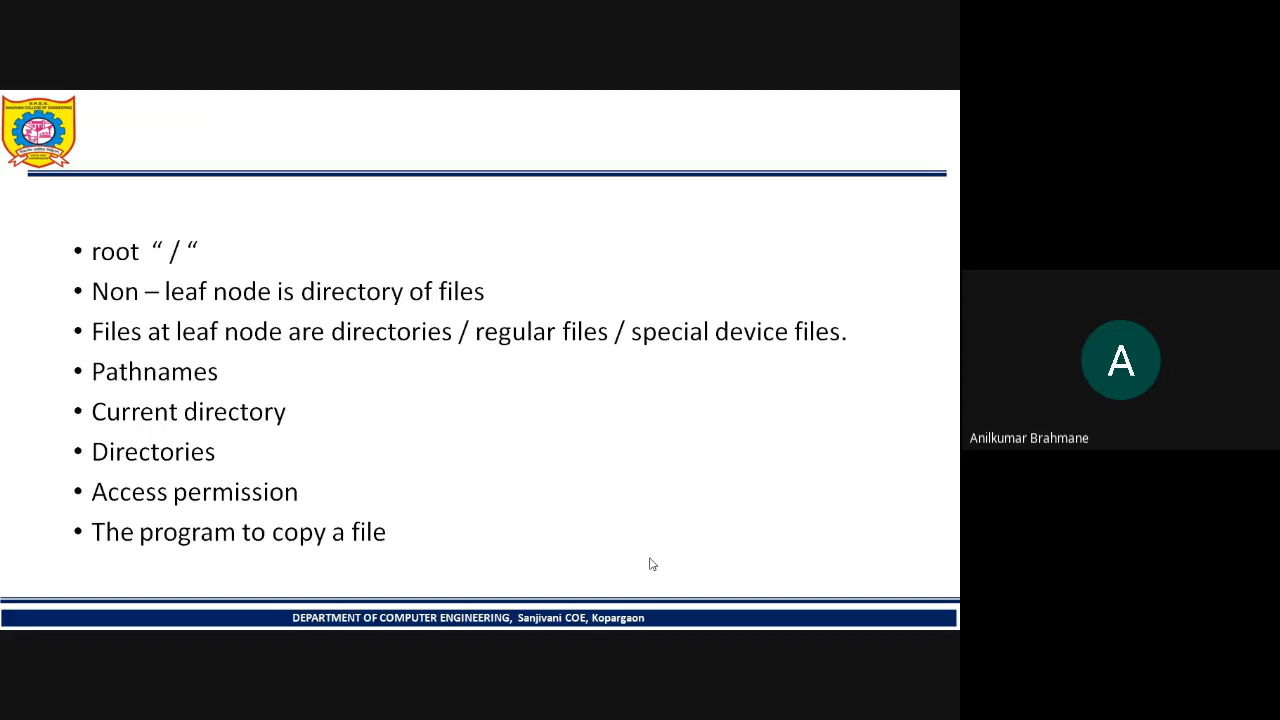 • root “ / “
• Non – leaf node is directory of files
• Files at leaf node are directories / regular files / special device files.
• Pathnames
• Current directory
• Directories
• Access permission
• The program to copy a file
DEPARTMENT OF COMPUTER ENGINEERING, Sanjivani COE, Kopargaon
A
Anilkumar Brahmane